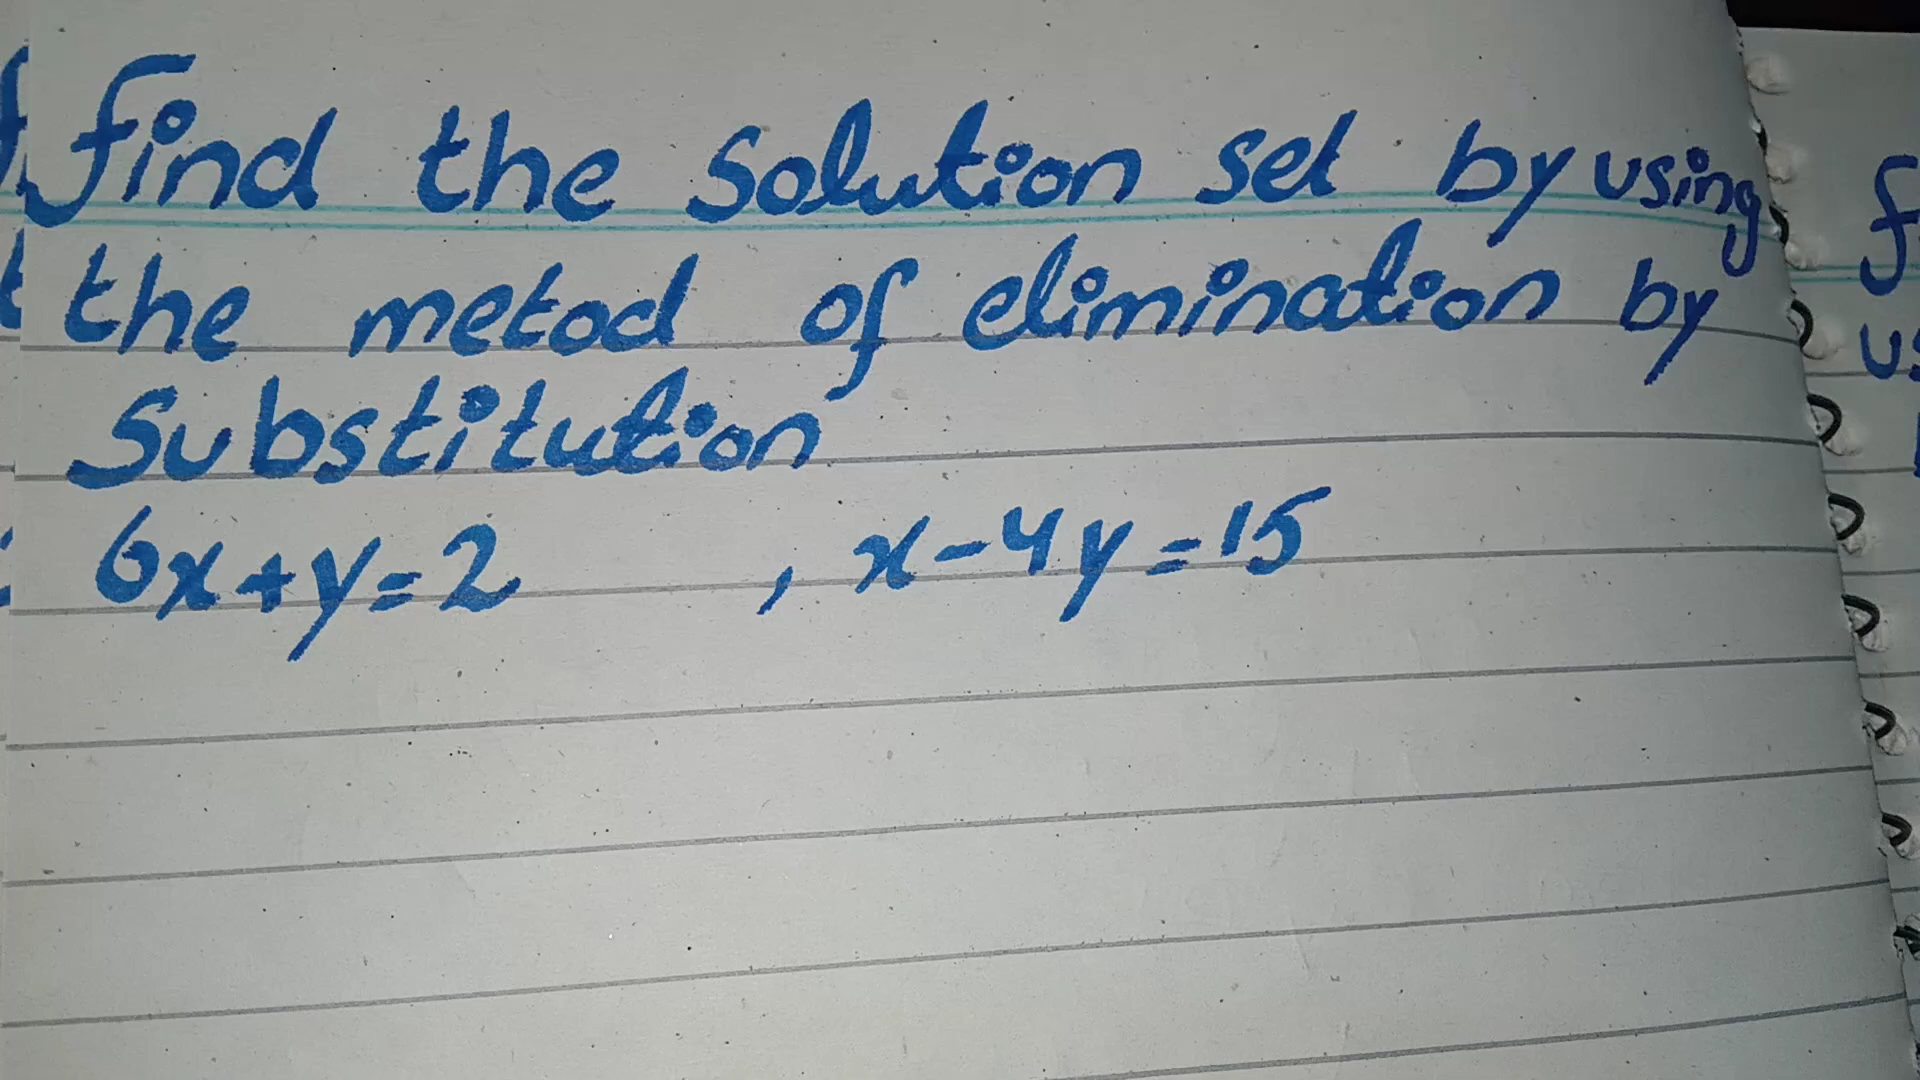 find the solution set by using
the metod of elimination by
Substitution
6x+y=2 , x-4y=15